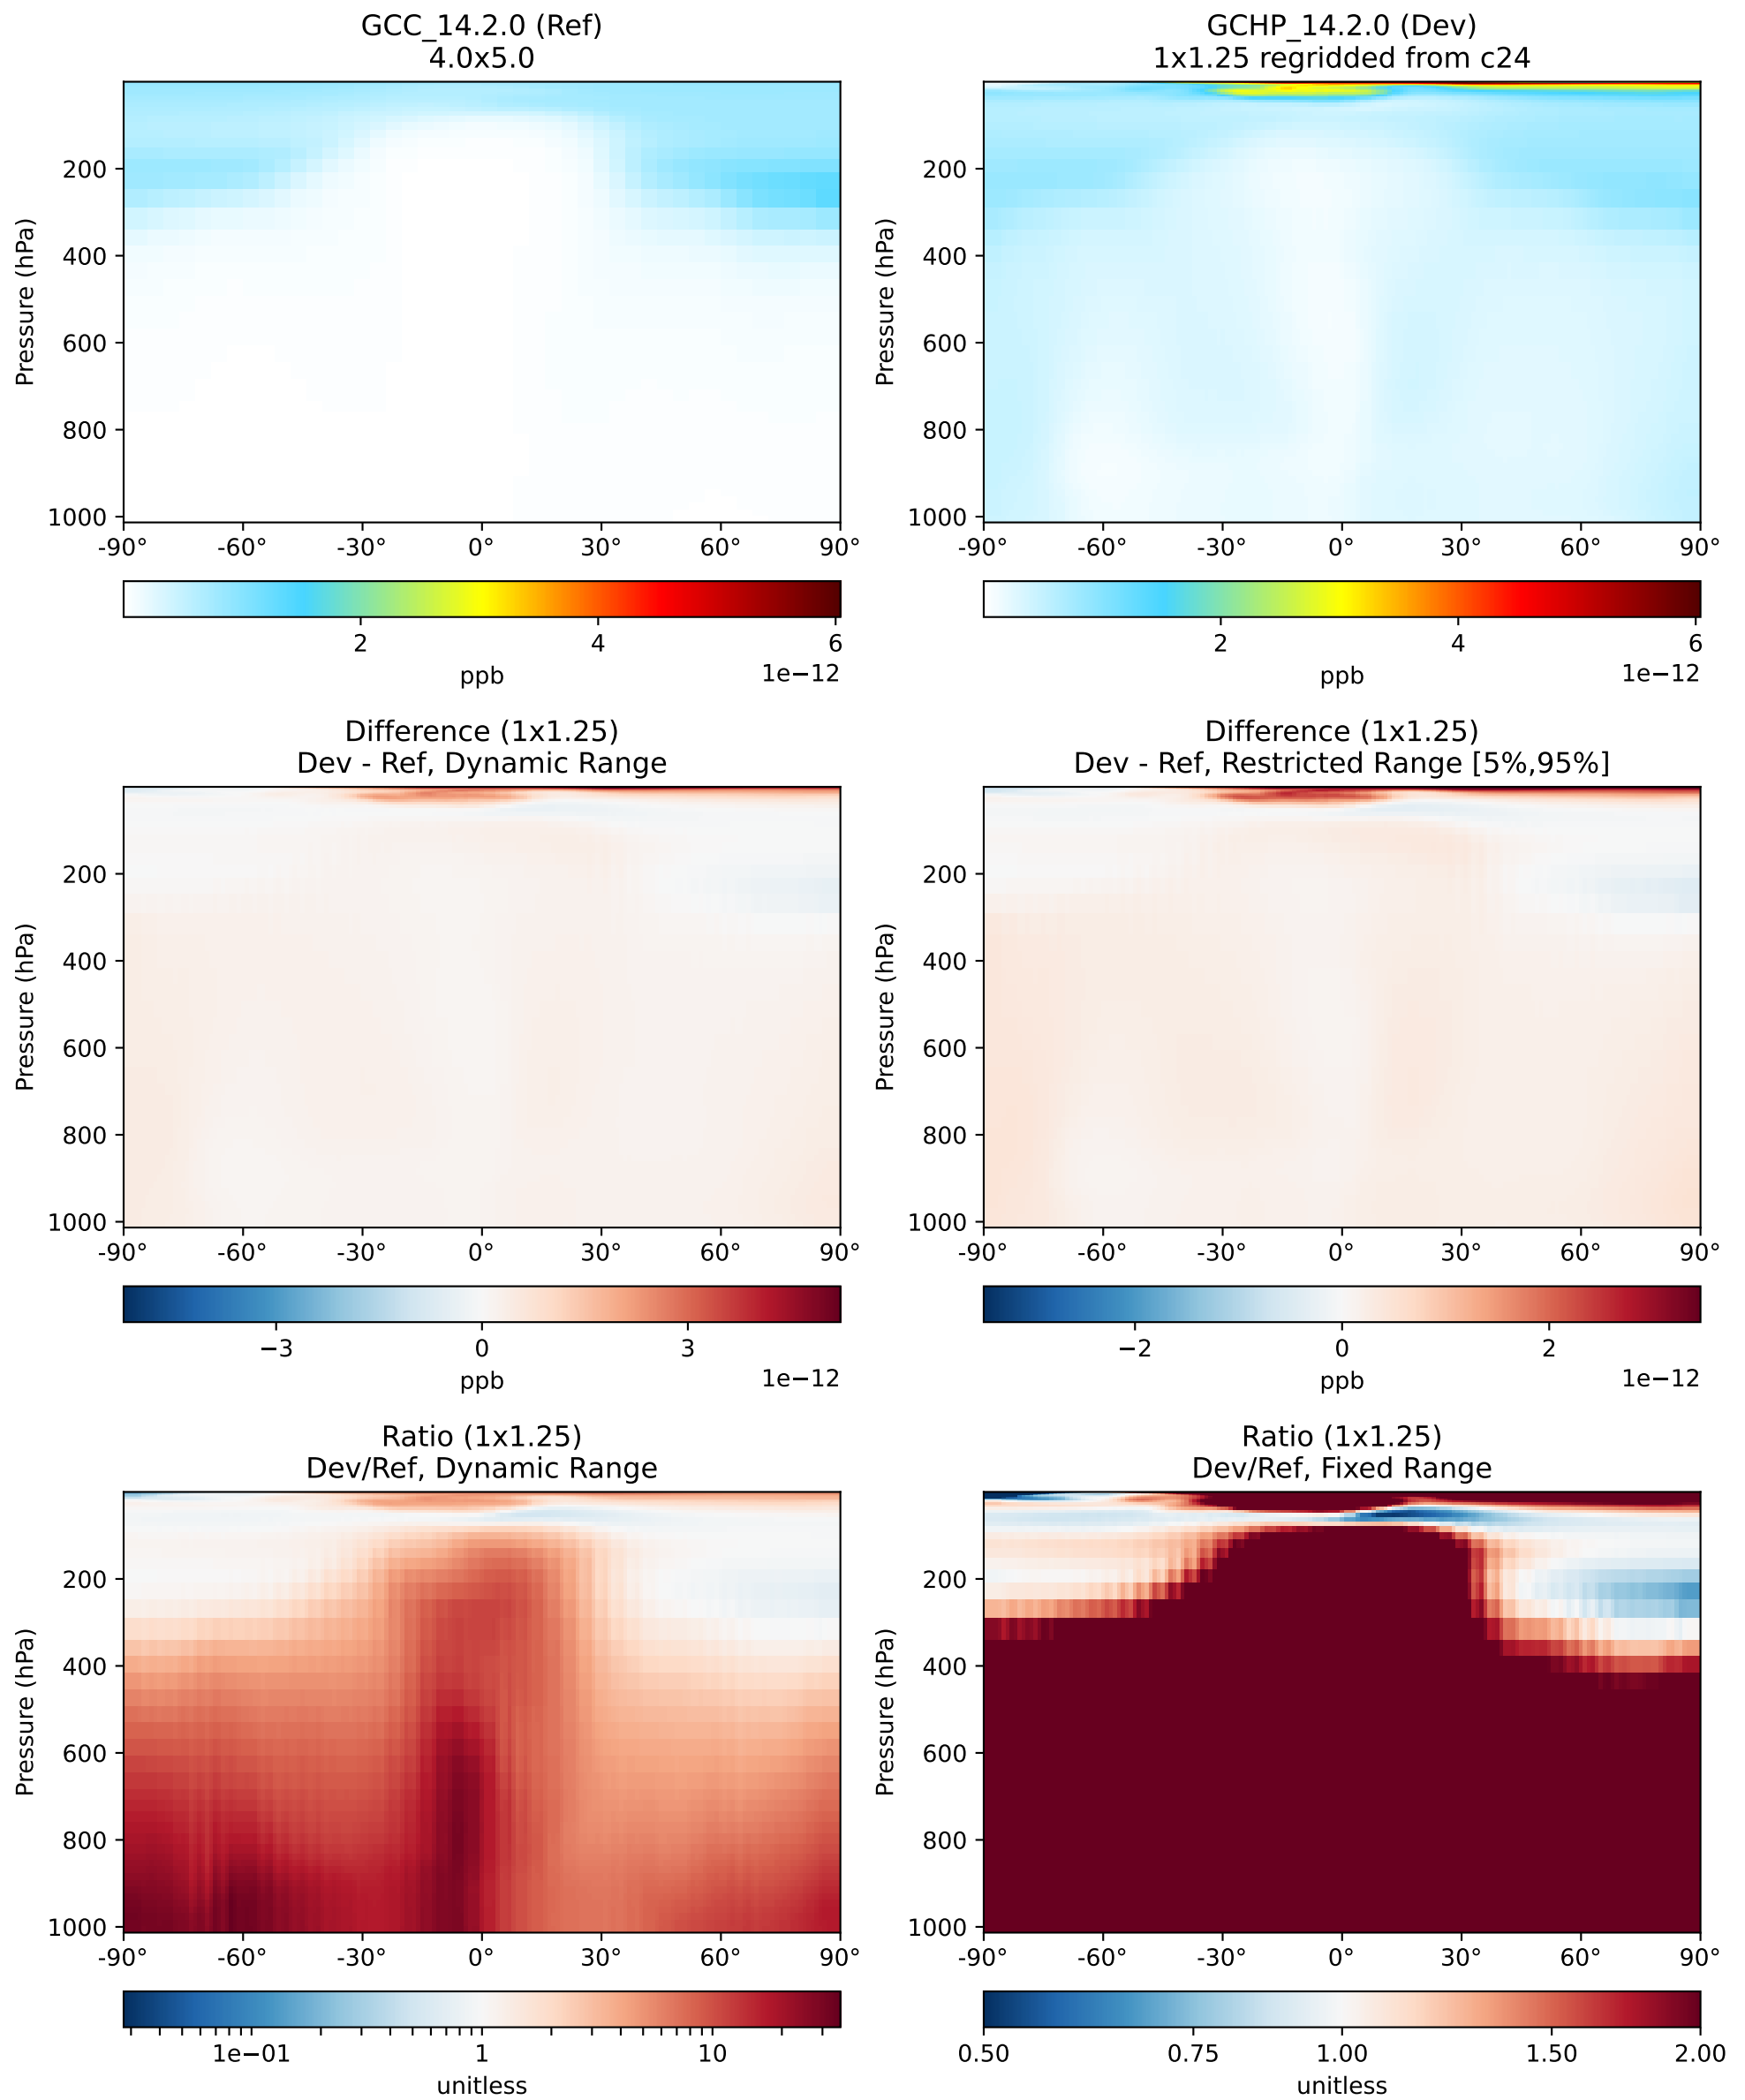 GCC_14.2.0 (Ref)
4.0x5.0
Pressure (hPa)
200
400
600
800
1000
-90° -60° -30° 0° 30° 60° 90°
2 4 6
1e−12
ppb
GCHP_14.2.0 (Dev)
1x1.25 regridded from c24
Pressure (hPa)
200
400
600
800
1000
-90° -60° -30° 0° 30° 60° 90°
2 4 6
1e−12
ppb
Difference (1x1.25)
Dev - Ref, Dynamic Range
Pressure (hPa)
200
400
600
800
1000
-90° -60° -30° 0° 30° 60° 90°
−3 0 3
1e−12
ppb
Difference (1x1.25)
Dev - Ref, Restricted Range [5%,95%]
Pressure (hPa)
200
400
600
800
1000
-90° -60° -30° 0° 30° 60° 90°
−2 0 2
1e−12
ppb
Ratio (1x1.25)
Dev/Ref, Dynamic Range
Pressure (hPa)
200
400
600
800
1000
-90° -60° -30° 0° 30° 60° 90°
1e−01 1 10
unitless
Ratio (1x1.25)
Dev/Ref, Fixed Range
Pressure (hPa)
200
400
600
800
1000
-90° -60° -30° 0° 30° 60° 90°
0.50 0.75 1.00 1.50 2.00
unitless